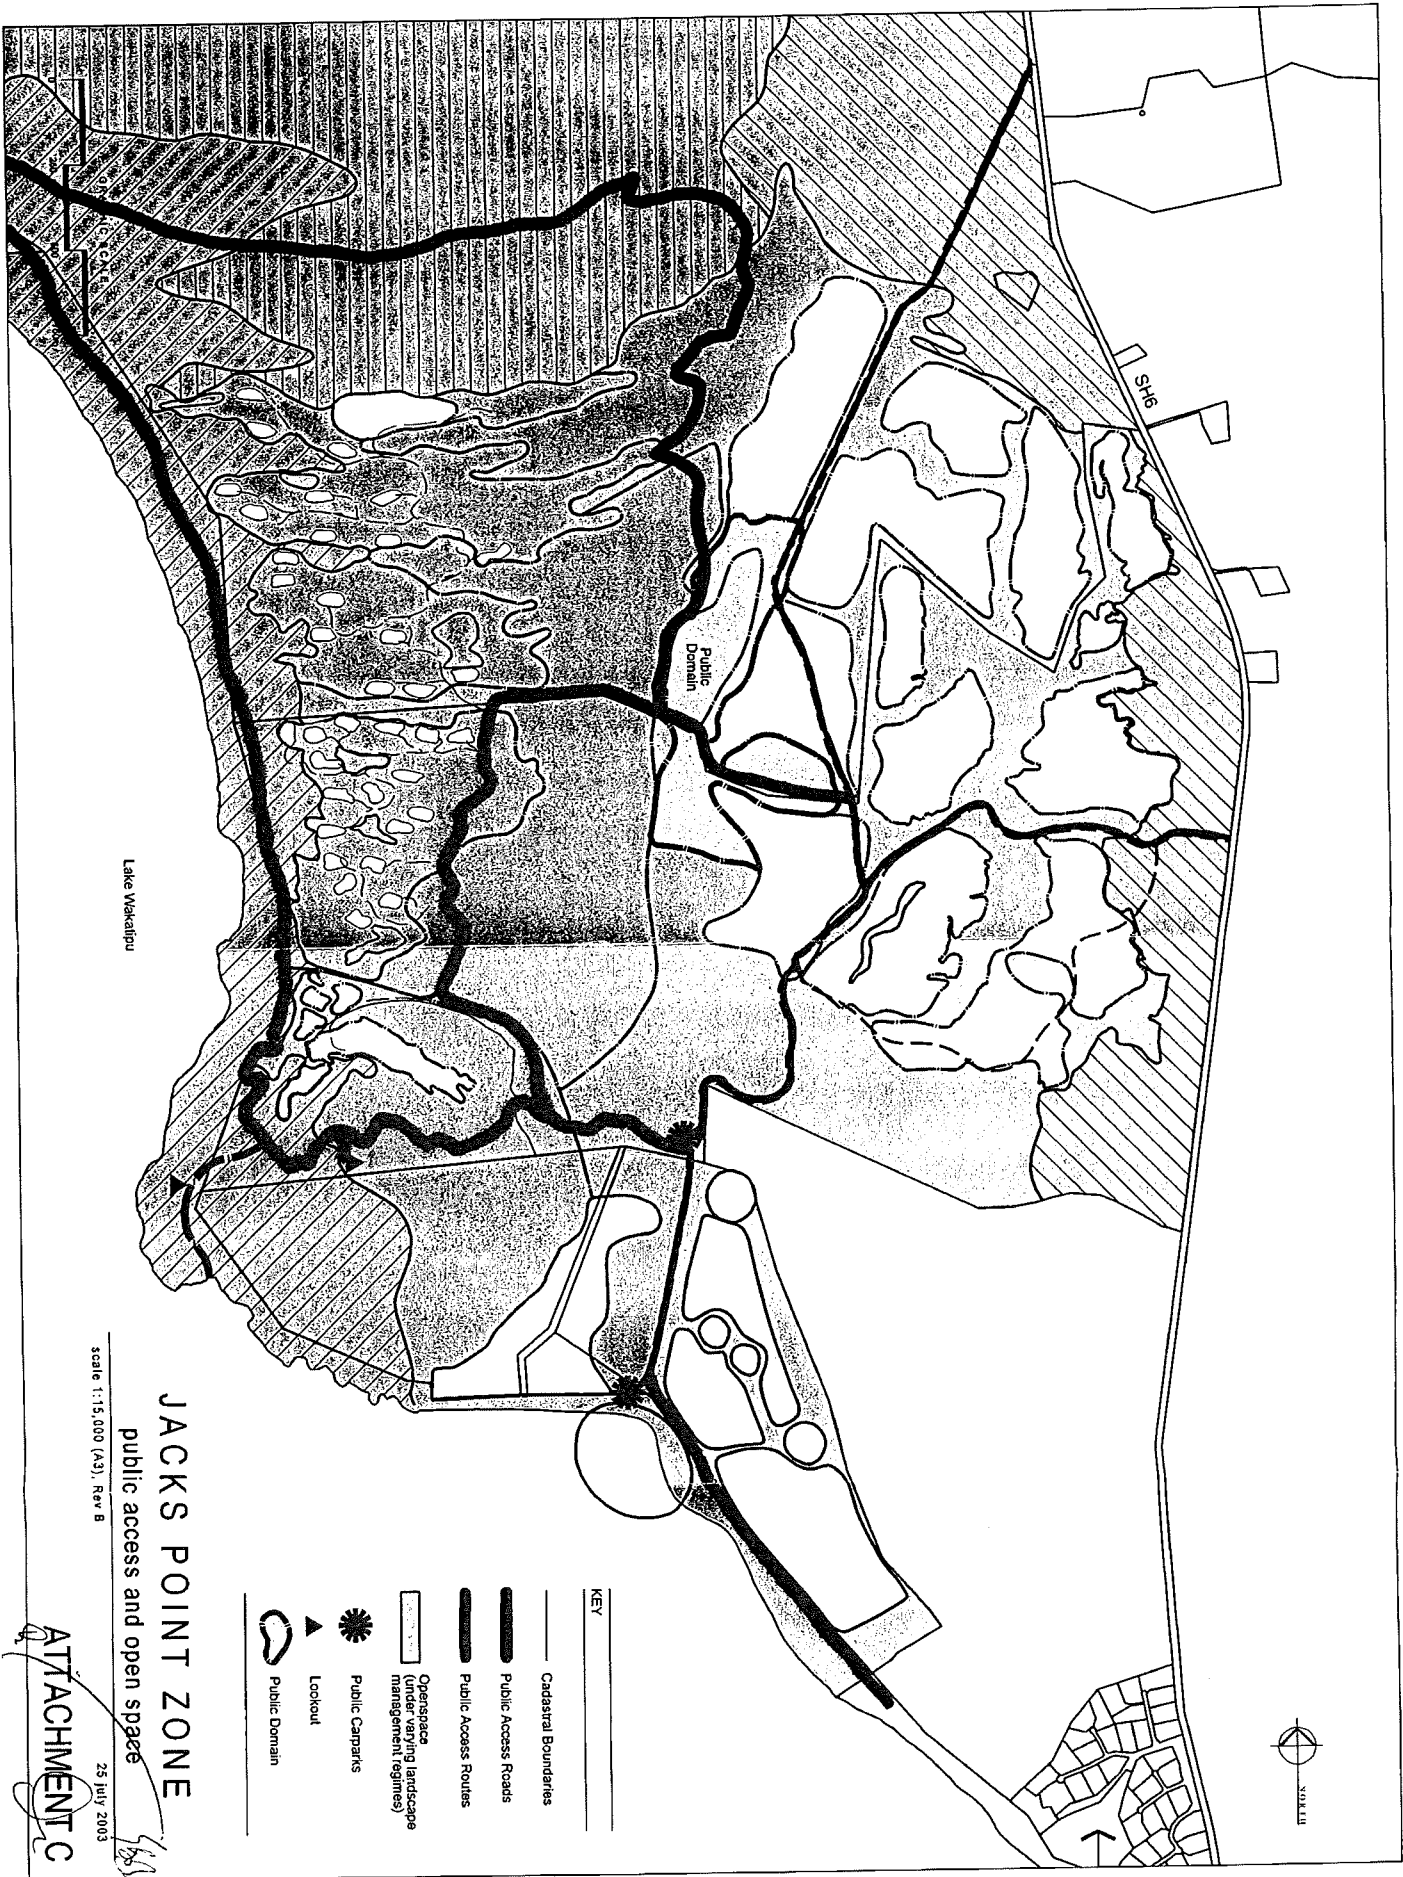 NORTH
SH6
Public
Domain
Lake Wakatipu
KEY
Cadastral Boundaries
Public Access Roads
Public Access Routes
Openspace
(under varying landscape
management regimes)
Public Carparks
Lookout
Public Domain
JACKS POINT ZONE
public access and open space
scale 1:15,000 (A3), Rev B
25 july 2003
ATTACHMENT C